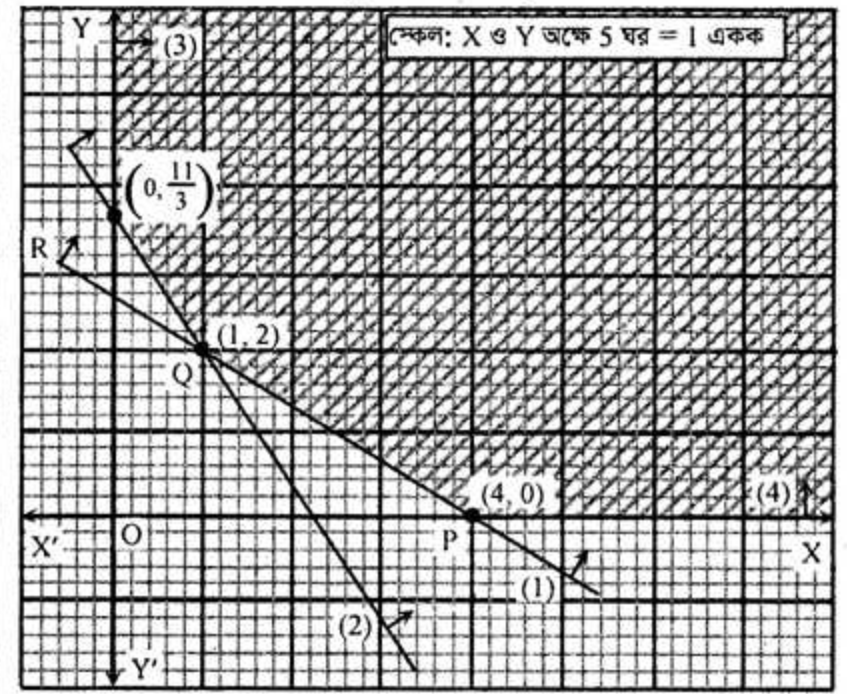 Y
(3)
স্কেল: X ও Y অক্ষে 5 ঘর = 1 একক
(0, 11/3)
R
(1, 2)
Q
(4, 0)
(4)
X'
O
P
X
(1)
(2)
Y'